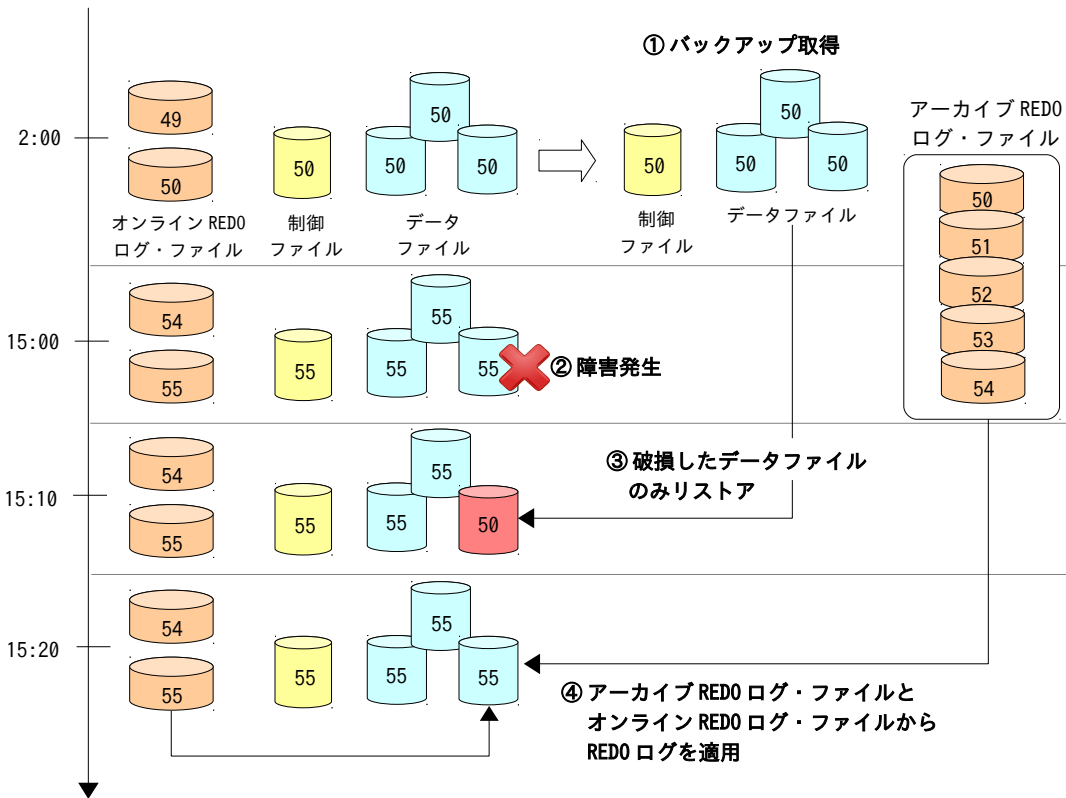 ① バックアップ取得
アーカイブ REDO
ログ・ファイル
2:00
49
50
50
50
50
50
50
50
50
50
オンライン REDO
ログ・ファイル
制御
ファイル
データ
ファイル
制御
ファイル
データファイル
50
51
52
53
54
15:00
54
55
55
55
55
55
② 障害発生
15:10
54
55
55
55
55
50
③ 破損したデータファイル
のみリストア
15:20
54
55
55
55
55
55
④ アーカイブ REDO ログ・ファイルと
オンライン REDO ログ・ファイルから
REDO ログを適用